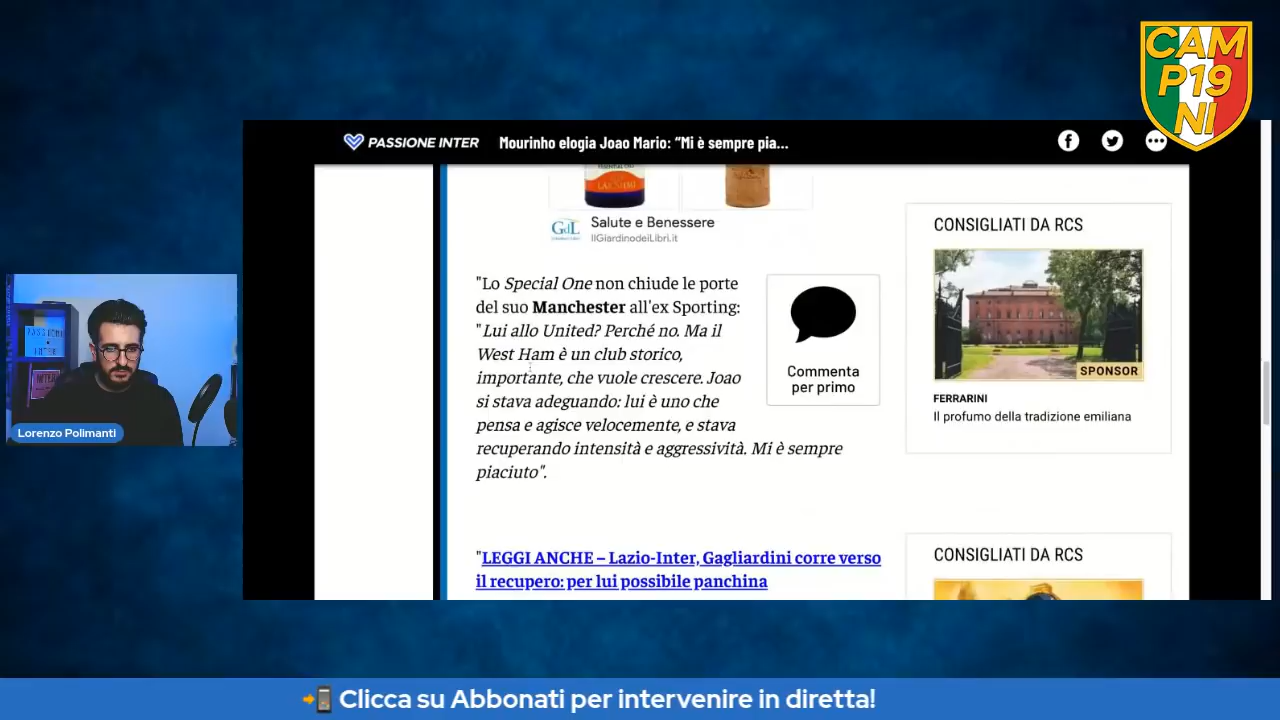 CAM
P19
NI
PASSIONE INTER
Mourinho elogia Joao Mario: “Mi è sempre pia...
Salute e Benessere
IlGiardinodeiLibri.it
GdL
"Lo Special One non chiude le porte
del suo Manchester all'ex Sporting:
"Lui allo United? Perché no. Ma il
West Ham è un club storico,
importante, che vuole crescere. Joao
si stava adeguando: lui è uno che
pensa e agisce velocemente, e stava
recuperando intensità e aggressività. Mi è sempre
piaciuto".
Commenta
per primo
"LEGGI ANCHE – Lazio-Inter, Gagliardini corre verso
il recupero: per lui possibile panchina
CONSIGLIATI DA RCS
SPONSOR
FERRARINI
Il profumo della tradizione emiliana
CONSIGLIATI DA RCS
Lorenzo Polimanti
Clicca su Abbonati per intervenire in diretta!